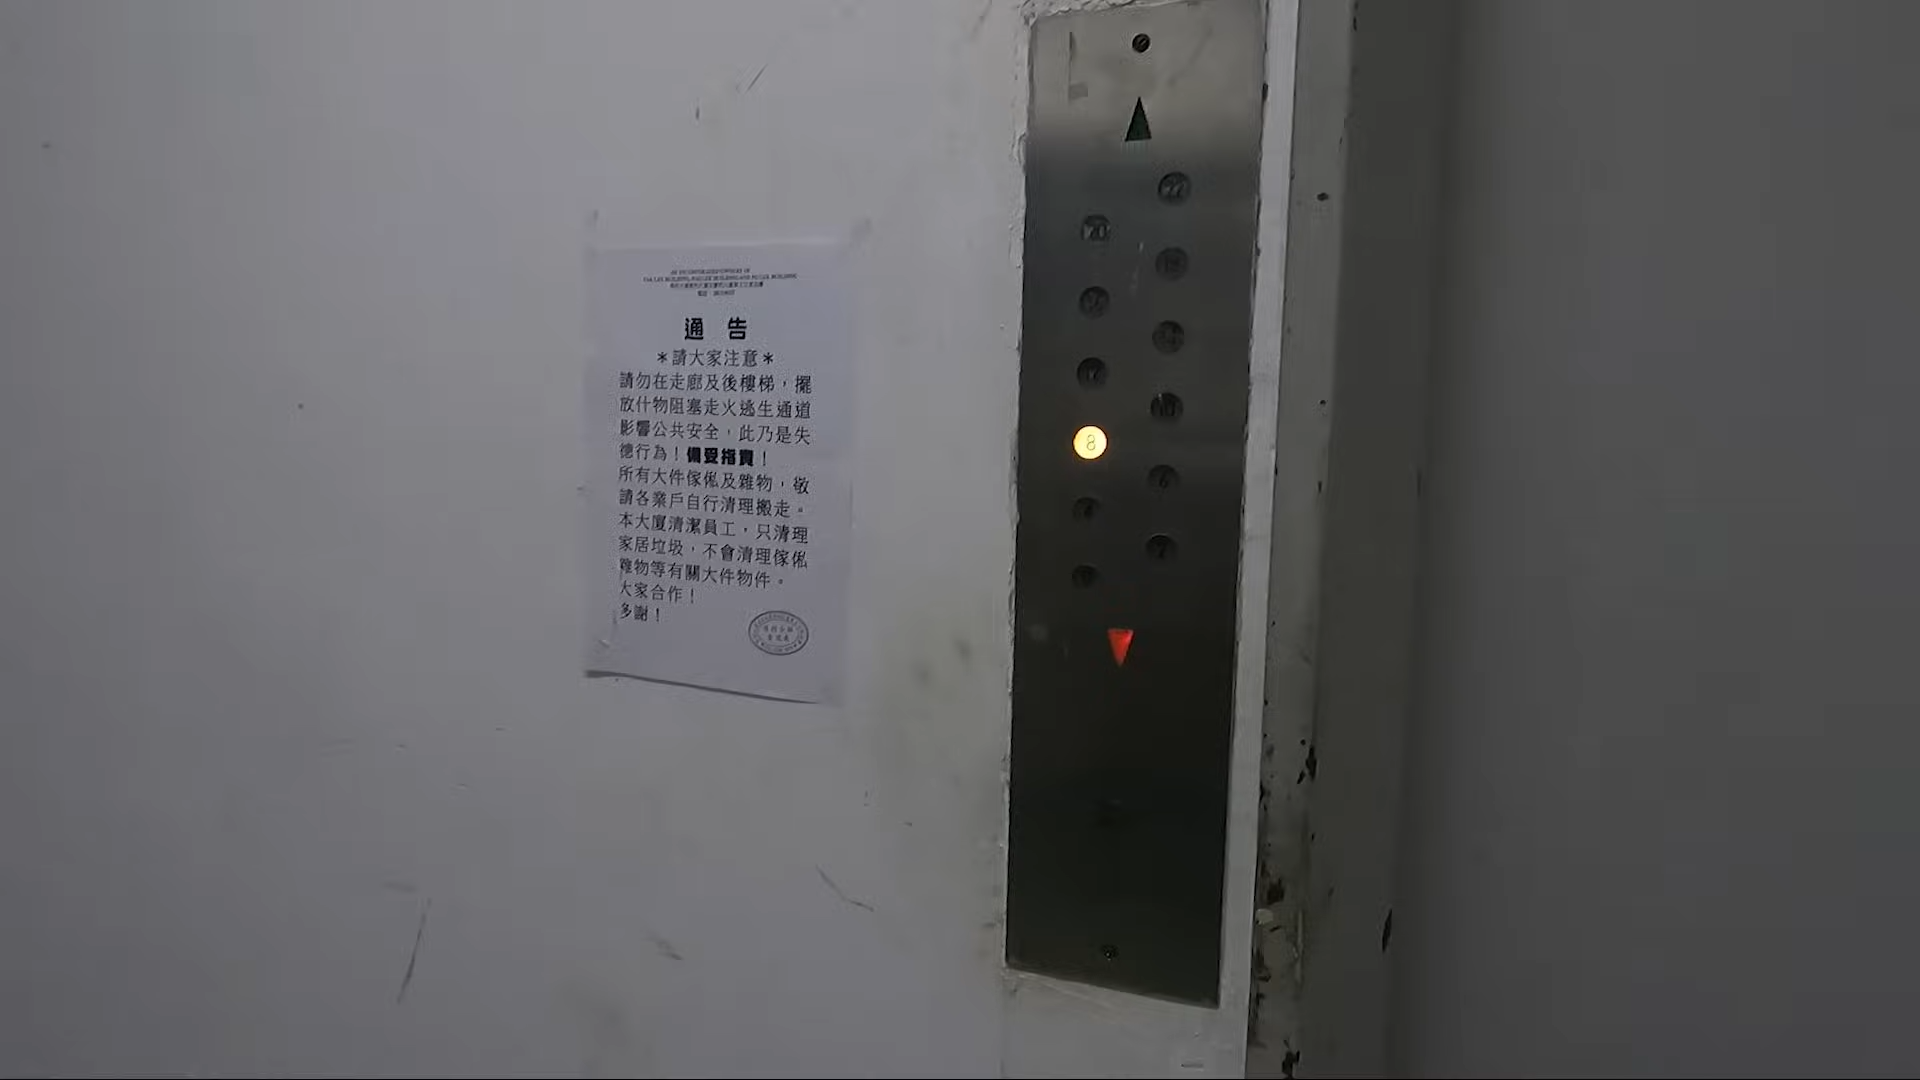 通 告
＊請大家注意＊
請勿在走廊及後樓梯，擺
放什物阻塞走火逃生通道
影響公共安全，此乃是失
德行為！備受指責！
所有大件傢俬及雜物，敬
請各業戶自行清理搬走。
本大廈清潔員工，只清理
家居垃圾，不會清理傢俬
雜物等有關大件物件。
大家合作！
多謝！
22
20
12
10
8
6